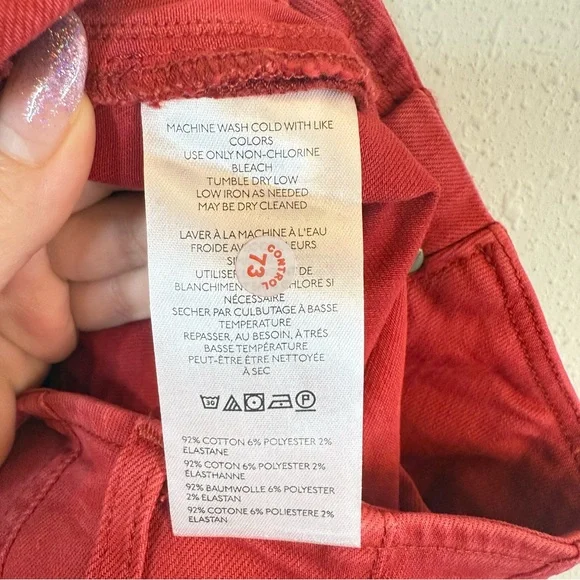 MACHINE WASH COLD WITH LIKE
COLORS
USE ONLY NON-CHLORINE
BLEACH
TUMBLE DRY LOW
LOW IRON AS NEEDED
MAY BE DRY CLEANED
LAVER À LA MACHINE À L'EAU
FROIDE
UTILISER DE
BLANCHIMENT SI
NÉCESSAIRE
SECHER PAR CULBUTAGE À BASSE
TEMPERATURE
REPASSER, AU BESOIN, À TRÉS
BASSE TEMPÉRATURE
PEUT-ÊTRE ÊTRE NETTOYÉE
À SEC
CONTROL
73
30
P
92% COTTON 6% POLYESTER 2%
ELASTANE
92% COTON 6% POLYESTER 2%
ÉLASTHANNE
92% BAUMWOLLE 6% POLYESTER
2% ELASTAN
92% COTONE 6% POLIESTERE 2%
ELASTAN